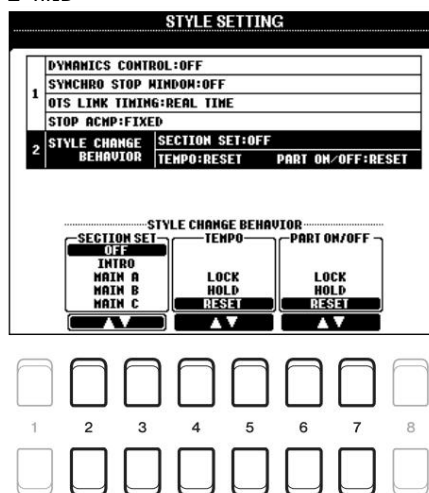 STYLE SETTING
1
DYNAMICS CONTROL:OFF
SYNCHRO STOP WINDOW:OFF
OTS LINK TIMING:REAL TIME
STOP ACMP:FIXED
2
STYLE CHANGE BEHAVIOR
SECTION SET:OFF
TEMPO:RESET PART ON/OFF:RESET
STYLE CHANGE BEHAVIOR
SECTION SET TEMPO PART ON/OFF
OFF
INTRO
MAIN A LOCK LOCK
MAIN B HOLD HOLD
MAIN C RESET RESET
1 2 3 4 5 6 7 8